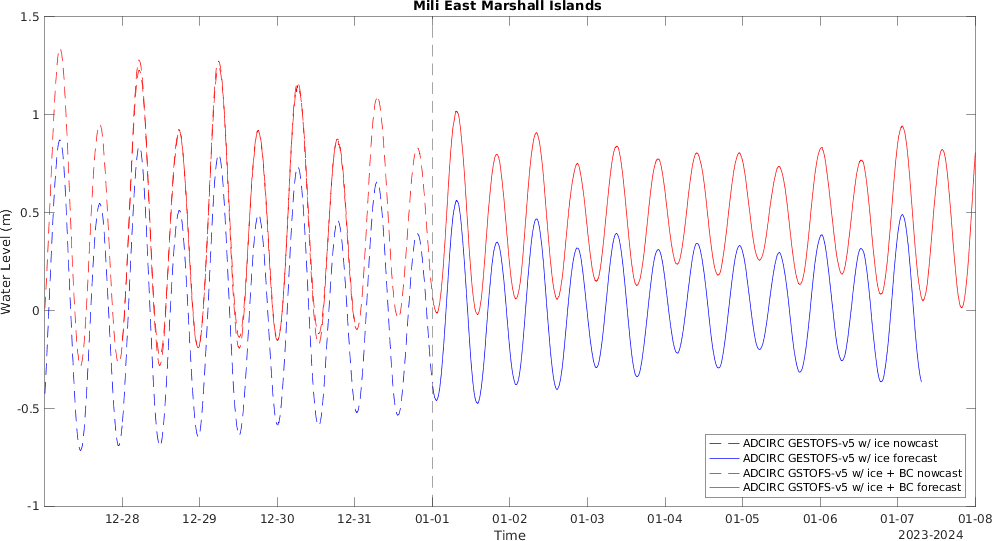 Mili East Marshall Islands
1.5
1
0.5
0
-0.5
-1
Water Level (m)
ADCIRC GESTOFS-v5 w/ ice nowcast
ADCIRC GESTOFS-v5 w/ ice forecast
ADCIRC GSTOFS-v5 w/ ice + BC nowcast
ADCIRC GSTOFS-v5 w/ ice + BC forecast
12-28 12-29 12-30 12-31 01-01 01-02 01-03 01-04 01-05 01-06 01-07 01-08
Time
2023-2024